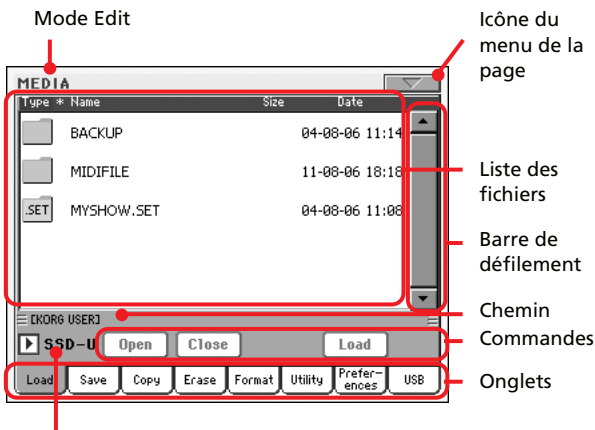 Mode Edit
Icône du
menu de la
page
MEDIA
Type * Name Size Date
BACKUP 04-08-06 11:14
MIDIFILE 11-08-06 18:18
.SET MYSHOW.SET 04-08-06 11:08
Liste des
fichiers
Barre de
défilement
[KORG USER]
Chemin
SSD-U Open Close Load
Commandes
Load Save Copy Erase Format Utility Prefer-
ences USB
Onglets